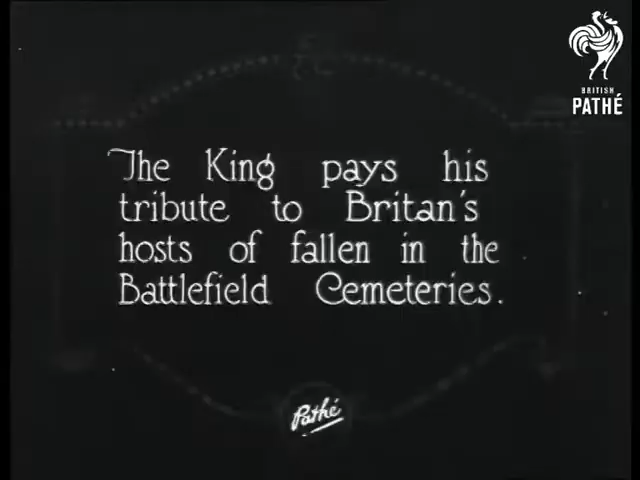 BRITISH
PATHÉ
The King pays his
tribute to Britan's
hosts of fallen in the
Battlefield Cemeteries.
Pathé